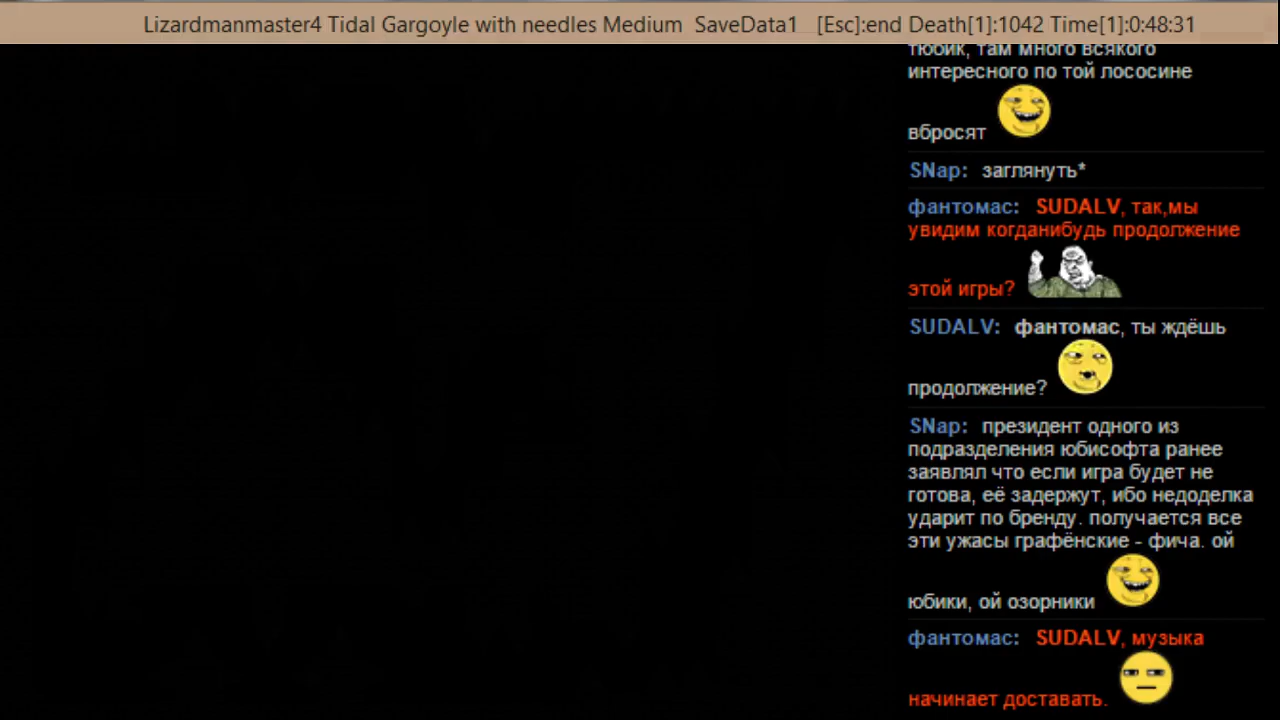 Lizardmanmaster4 Tidal Gargoyle with needles Medium SaveData1 [Esc]:end Death[1]:1042 Time[1]:0:48:31
тюбик, там много всякого
интересного по той лососине
вбросят
SNap: заглянуть*
фантомас: SUDALV, так,мы
увидим когданибудь продолжение
этой игры?
SUDALV: фантомас, ты ждёшь
продолжение?
SNap: президент одного из
подразделения юбисофта ранее
заявлял что если игра будет не
готова, её задержут, ибо недоделка
ударит по бренду. получается все
эти ужасы графёнские - фича. ой
юбики, ой озорники
фантомас: SUDALV, музыка
начинает доставать.